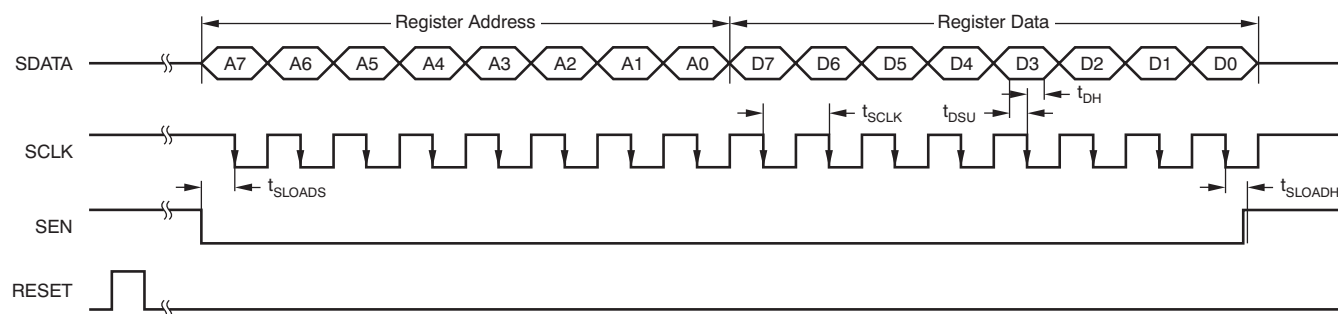 Register Address Register Data
SDATA A7 A6 A5 A4 A3 A2 A1 A0 D7 D6 D5 D4 D3 D2 D1 D0
tSCLK tDSU tDH
SCLK
tSLOADS tSLOADH
SEN
RESET